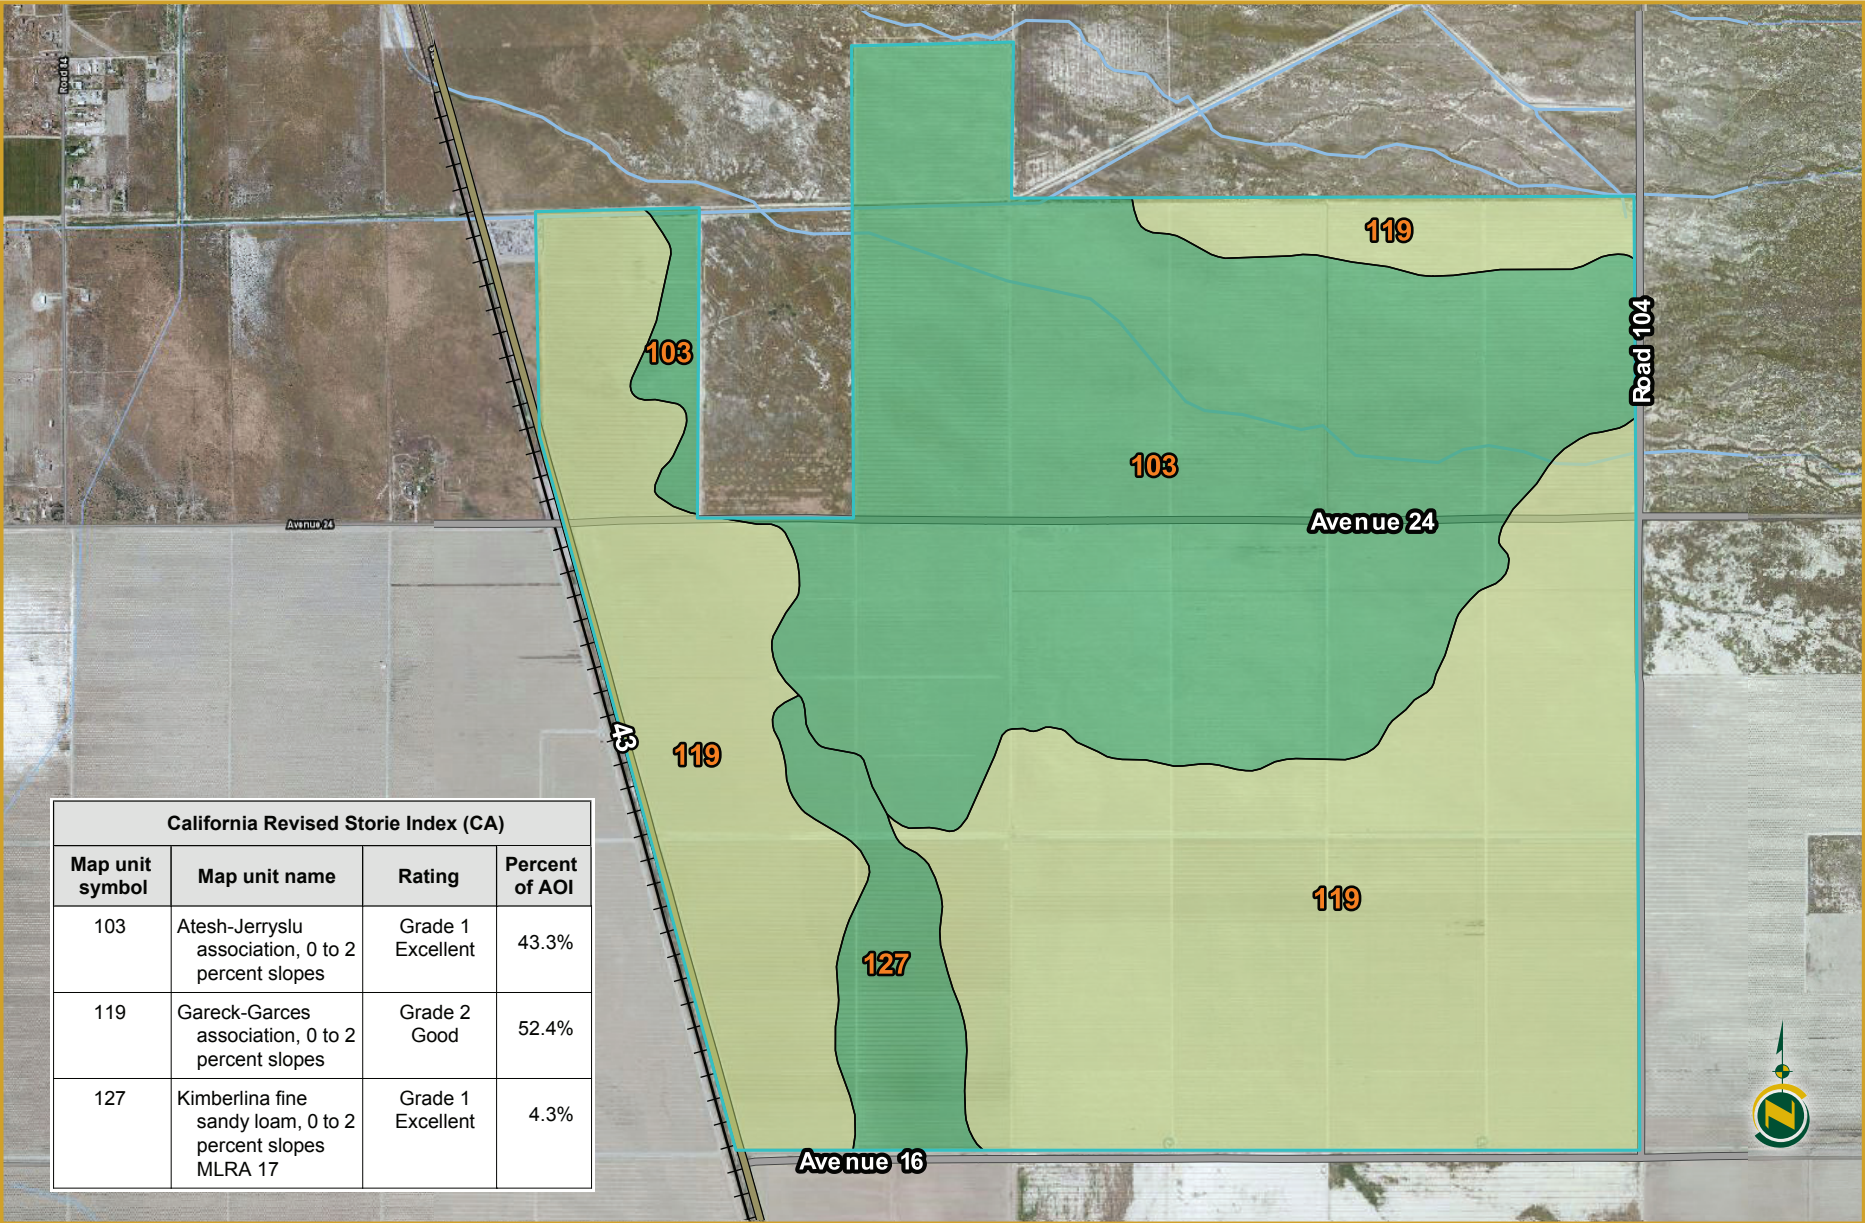 Road 84
119
103
Road 104
103
Avenue 24
Avenue 24
43
119
California Revised Storie Index (CA)
Map unit symbol
Map unit name
Rating
Percent of AOI
103
Atesh-Jerryslu
association, 0 to 2
percent slopes
Grade 1
Excellent
43.3%
119
Gareck-Garces
association, 0 to 2
percent slopes
Grade 2
Good
52.4%
127
Kimberlina fine
sandy loam, 0 to 2
percent slopes
MLRA 17
Grade 1
Excellent
4.3%
119
127
Avenue 16
N